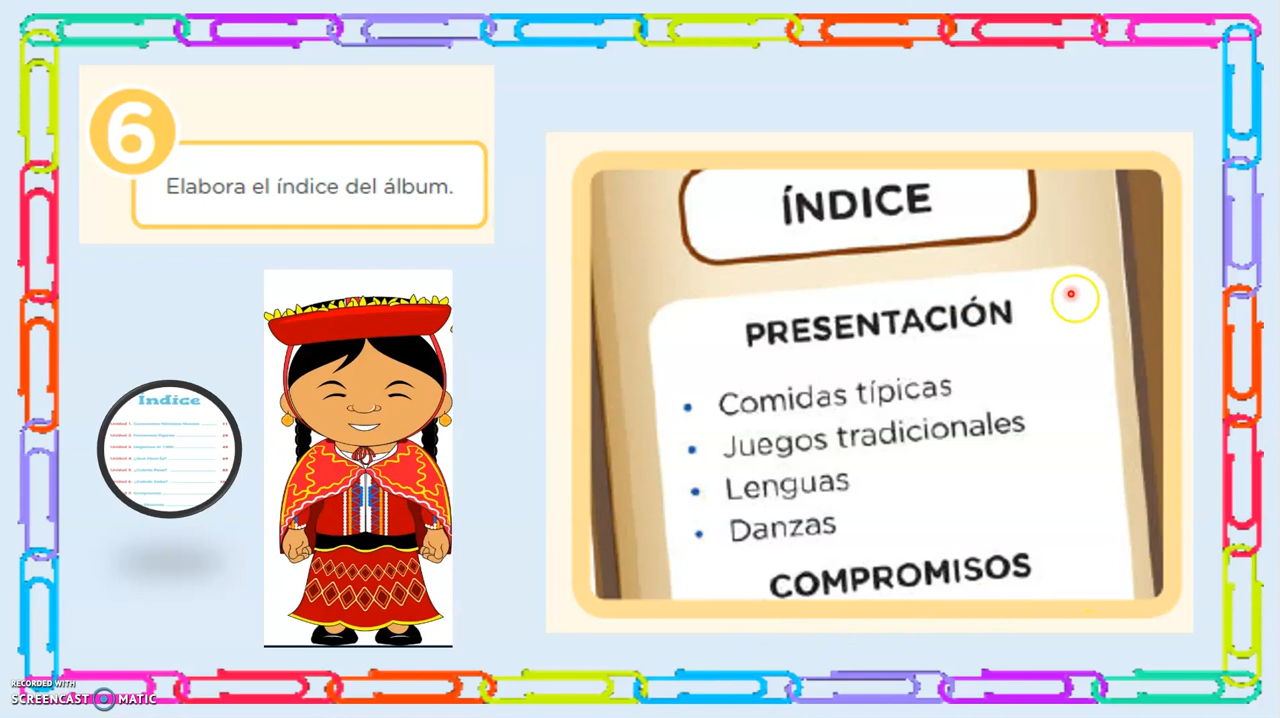 6
Elabora el índice del álbum.
ÍNDICE
PRESENTACIÓN
• Comidas típicas
• Juegos tradicionales
• Lenguas
• Danzas
COMPROMISOS
Indice
RECORDED WITH
SCREENCAST MATIC